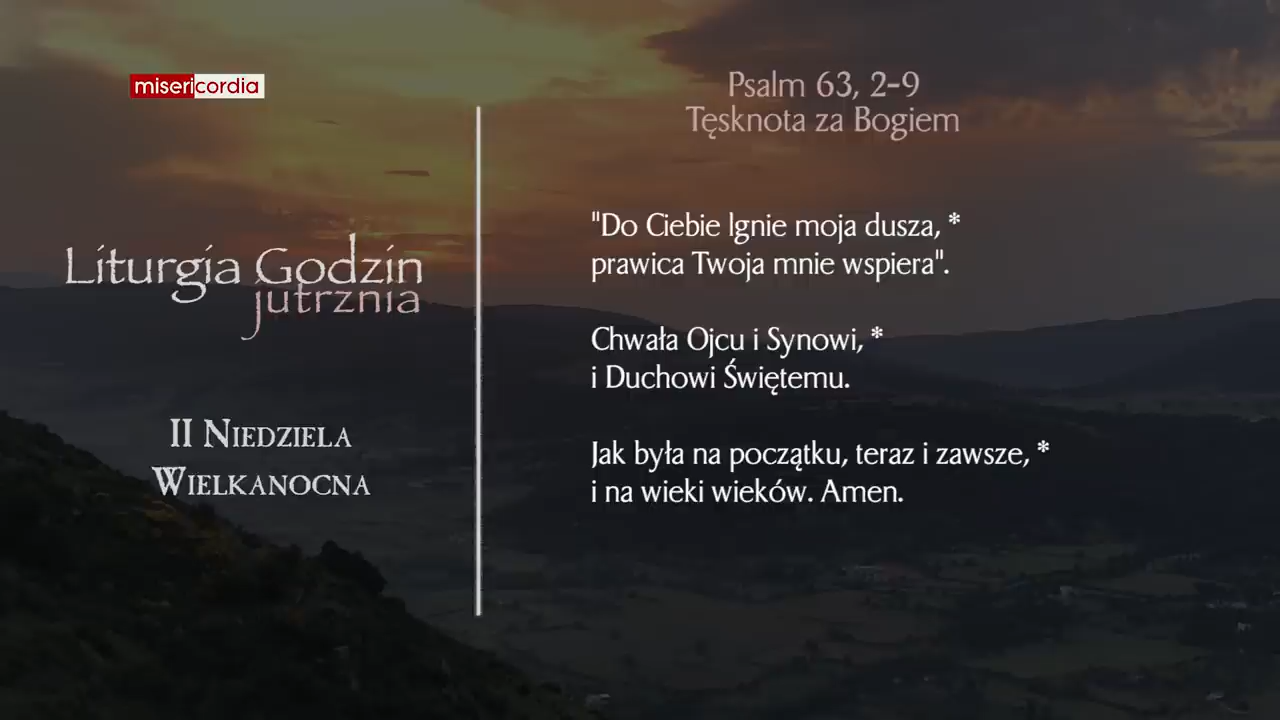 misericordia
Liturgia Godzin
jutrznia
II Niedziela
Wielkanocna
Psalm 63, 2-9
Tęsknota za Bogiem
"Do Ciebie lgnie moja dusza, *
prawica Twoja mnie wspiera".
Chwała Ojcu i Synowi, *
i Duchowi Świętemu.
Jak była na początku, teraz i zawsze, *
i na wieki wieków. Amen.